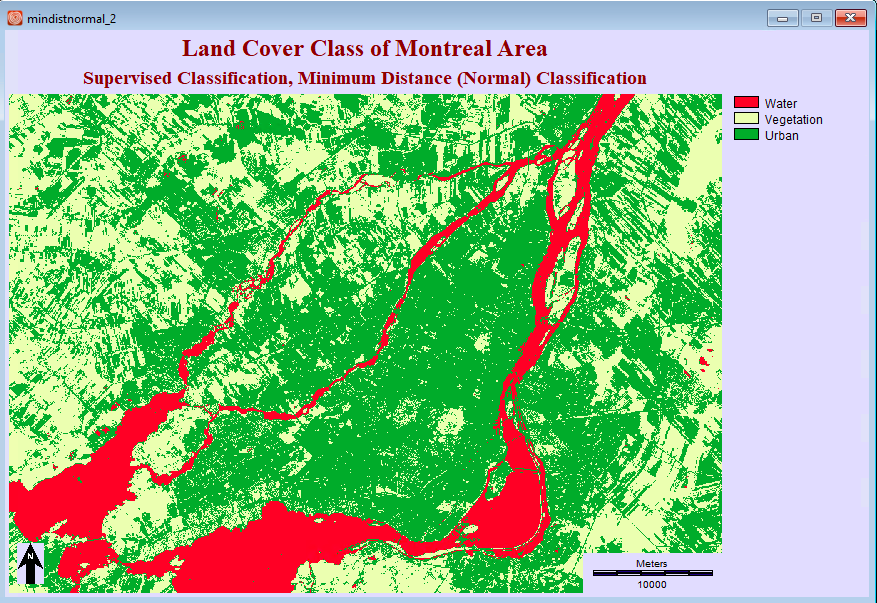 mindistnormal_2
Land Cover Class of Montreal Area
Supervised Classification, Minimum Distance (Normal) Classification
Water
Vegetation
Urban
N
Meters
10000